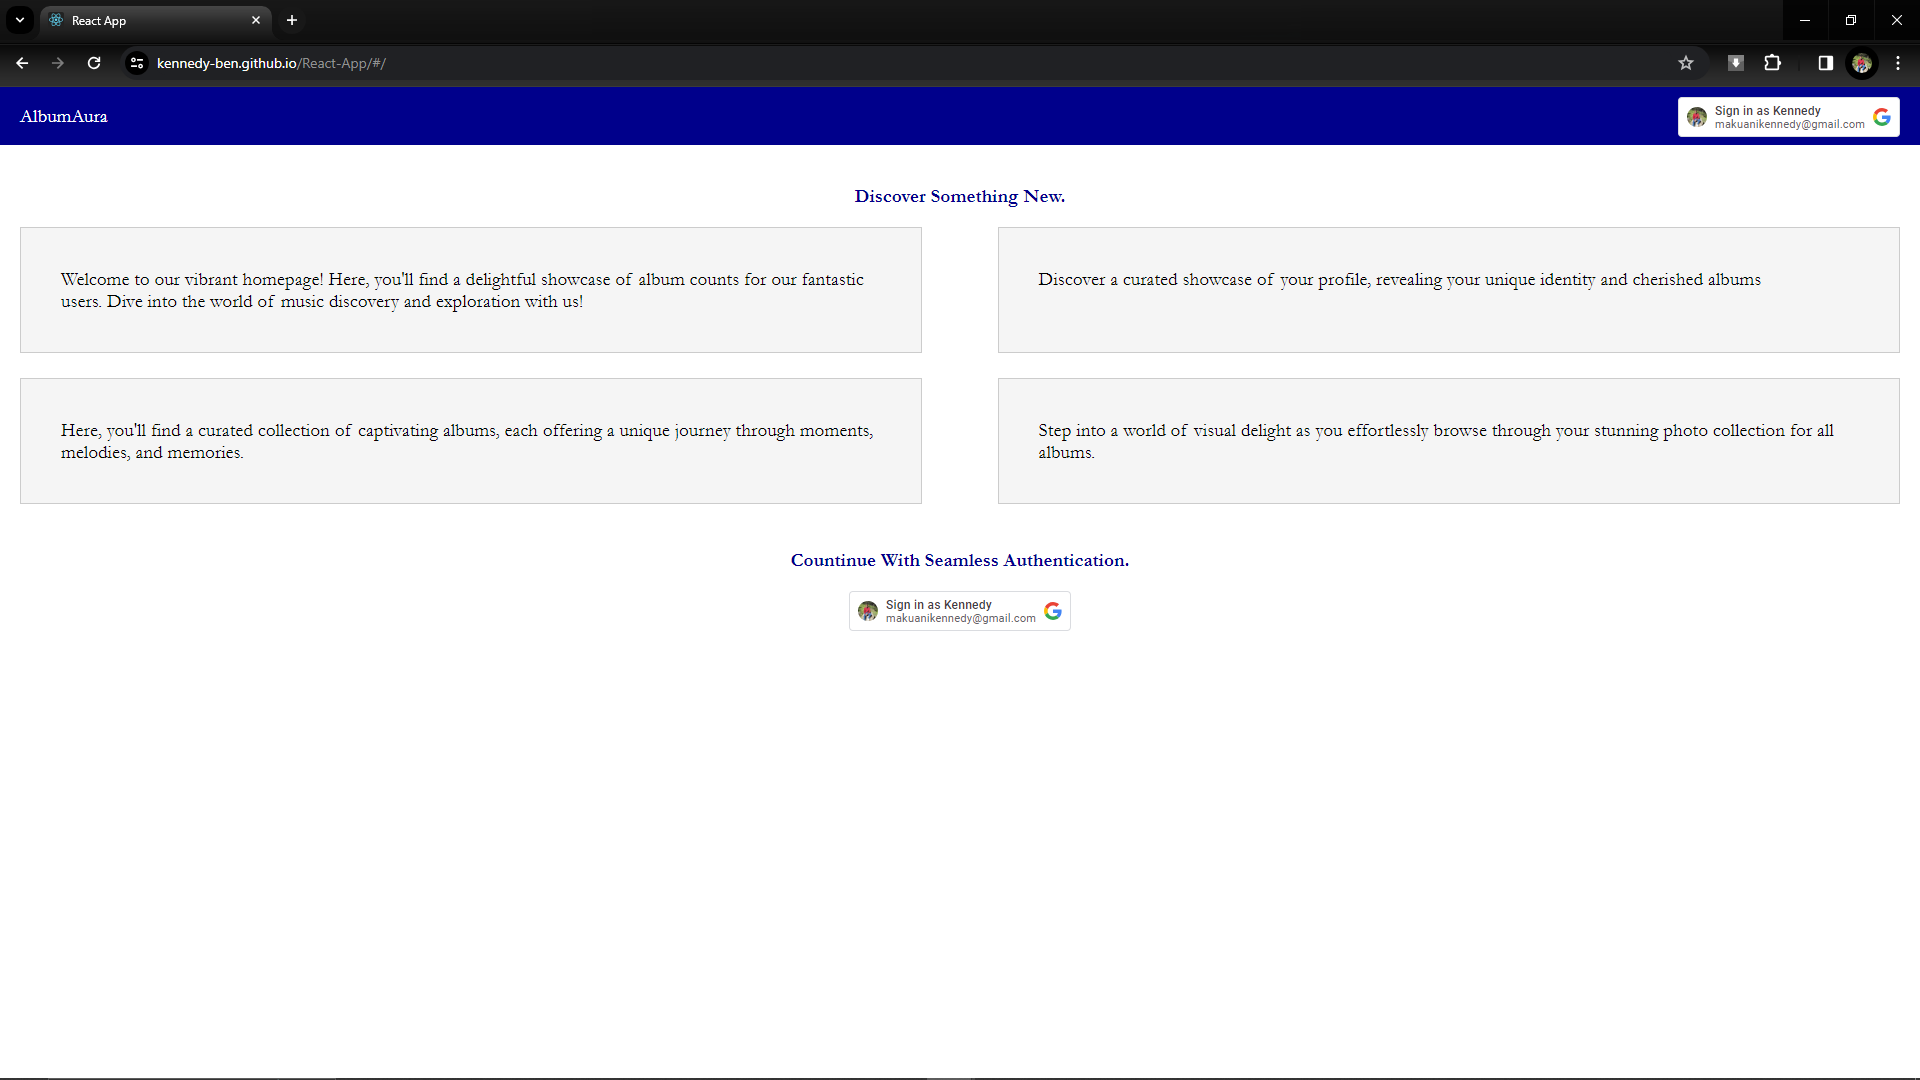 React App
kennedy-ben.github.io/React-App/#/
AlbumAura
Sign in as Kennedy
makuanikennedy@gmail.com
Discover Something New.
Welcome to our vibrant homepage! Here, you'll find a delightful showcase of album counts for our fantastic
users. Dive into the world of music discovery and exploration with us!
Discover a curated showcase of your profile, revealing your unique identity and cherished albums
Here, you'll find a curated collection of captivating albums, each offering a unique journey through moments,
melodies, and memories.
Step into a world of visual delight as you effortlessly browse through your stunning photo collection for all
albums.
Countinue With Seamless Authentication.
Sign in as Kennedy
makuanikennedy@gmail.com